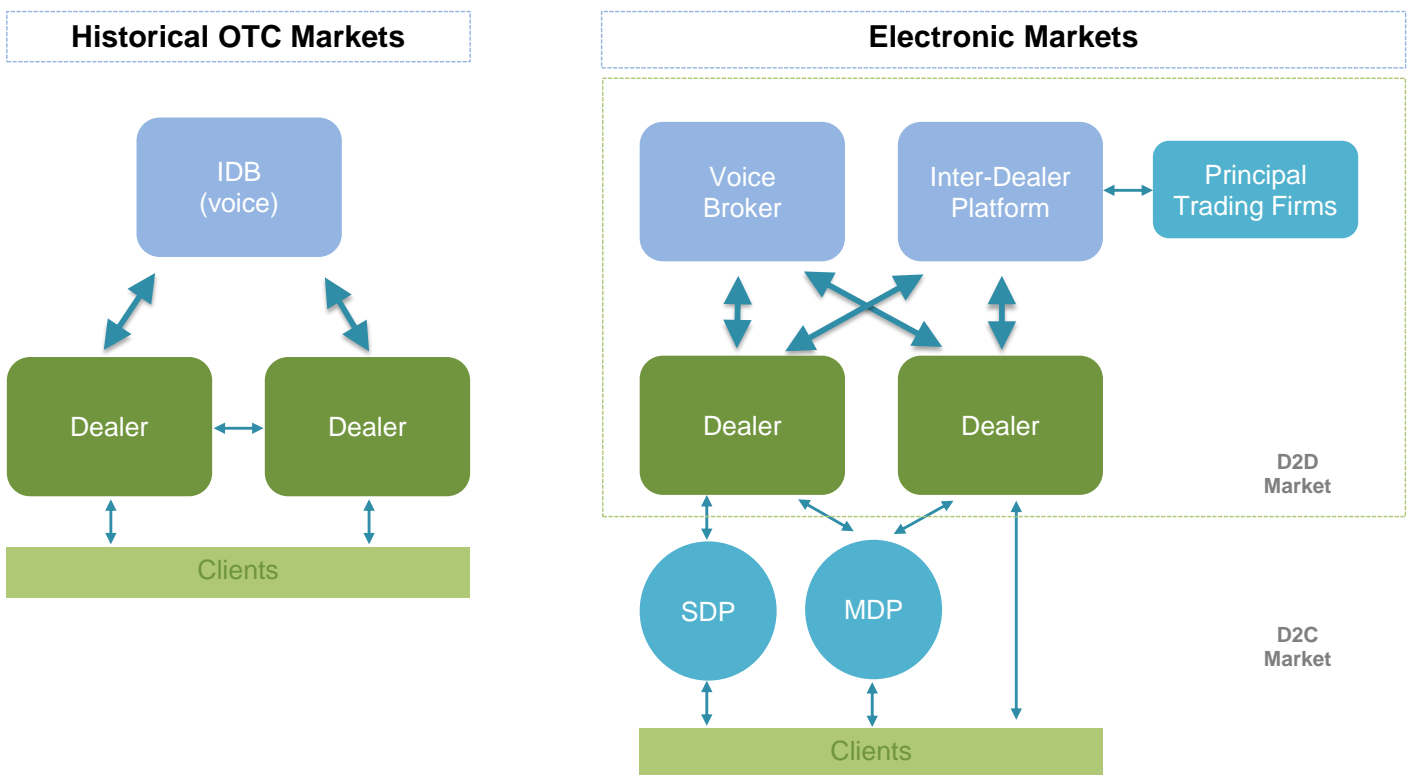 Historical OTC Markets
IDB
(voice)
Dealer
Dealer
Clients
Electronic Markets
Voice
Broker
Inter-Dealer
Platform
Principal
Trading Firms
Dealer
Dealer
D2D
Market
SDP
MDP
D2C
Market
Clients